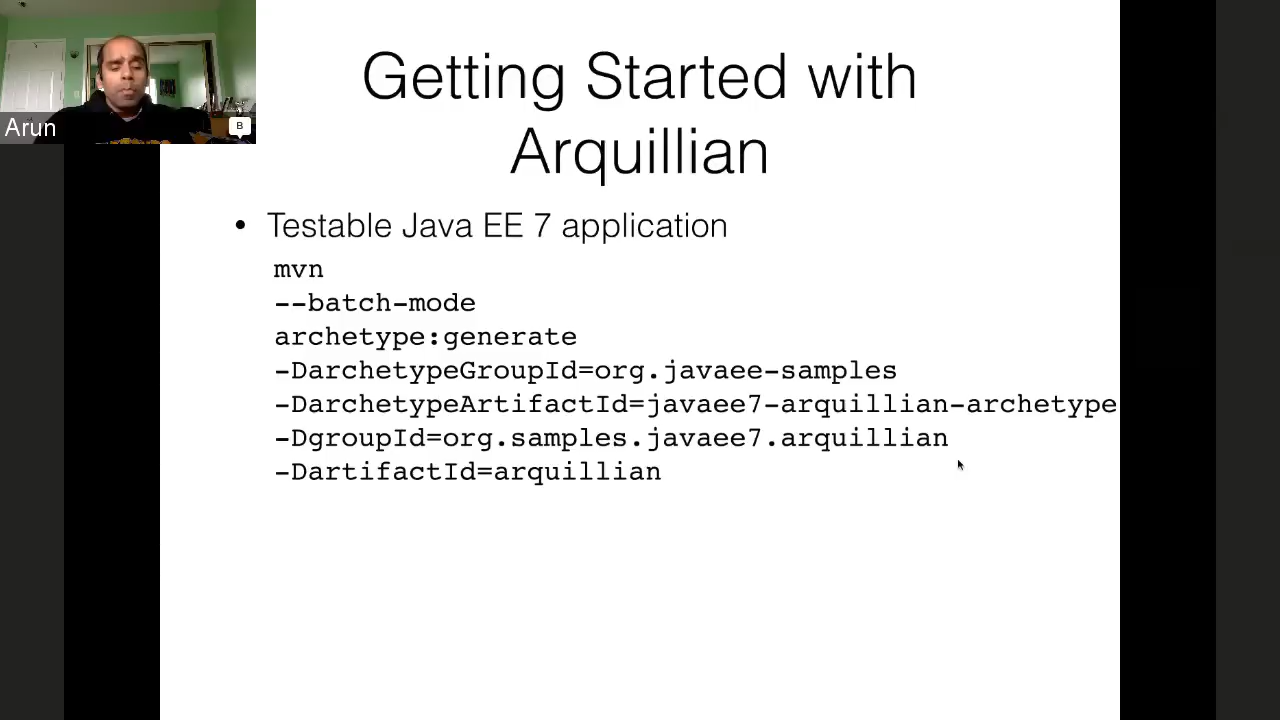 Getting Started with
Arquillian
Arun
B
• Testable Java EE 7 application
mvn
--batch-mode
archetype:generate
-DarchetypeGroupId=org.javaee-samples
-DarchetypeArtifactId=javaee7-arquillian-archetype
-DgroupId=org.samples.javaee7.arquillian
-DartifactId=arquillian